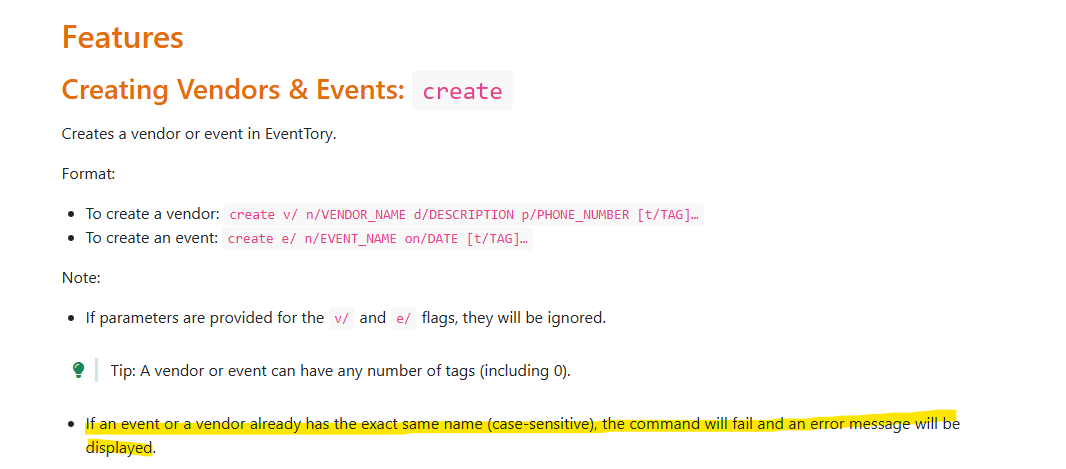 Features
Creating Vendors & Events: create
Creates a vendor or event in EventTory.
Format:
• To create a vendor: create v/ n/VENDOR_NAME d/DESCRIPTION p/PHONE_NUMBER [t/TAG]…
• To create an event: create e/ n/EVENT_NAME on/DATE [t/TAG]…
Note:
• If parameters are provided for the v/ and e/ flags, they will be ignored.
Tip: A vendor or event can have any number of tags (including 0).
• If an event or a vendor already has the exact same name (case-sensitive), the command will fail and an error message will be
displayed.